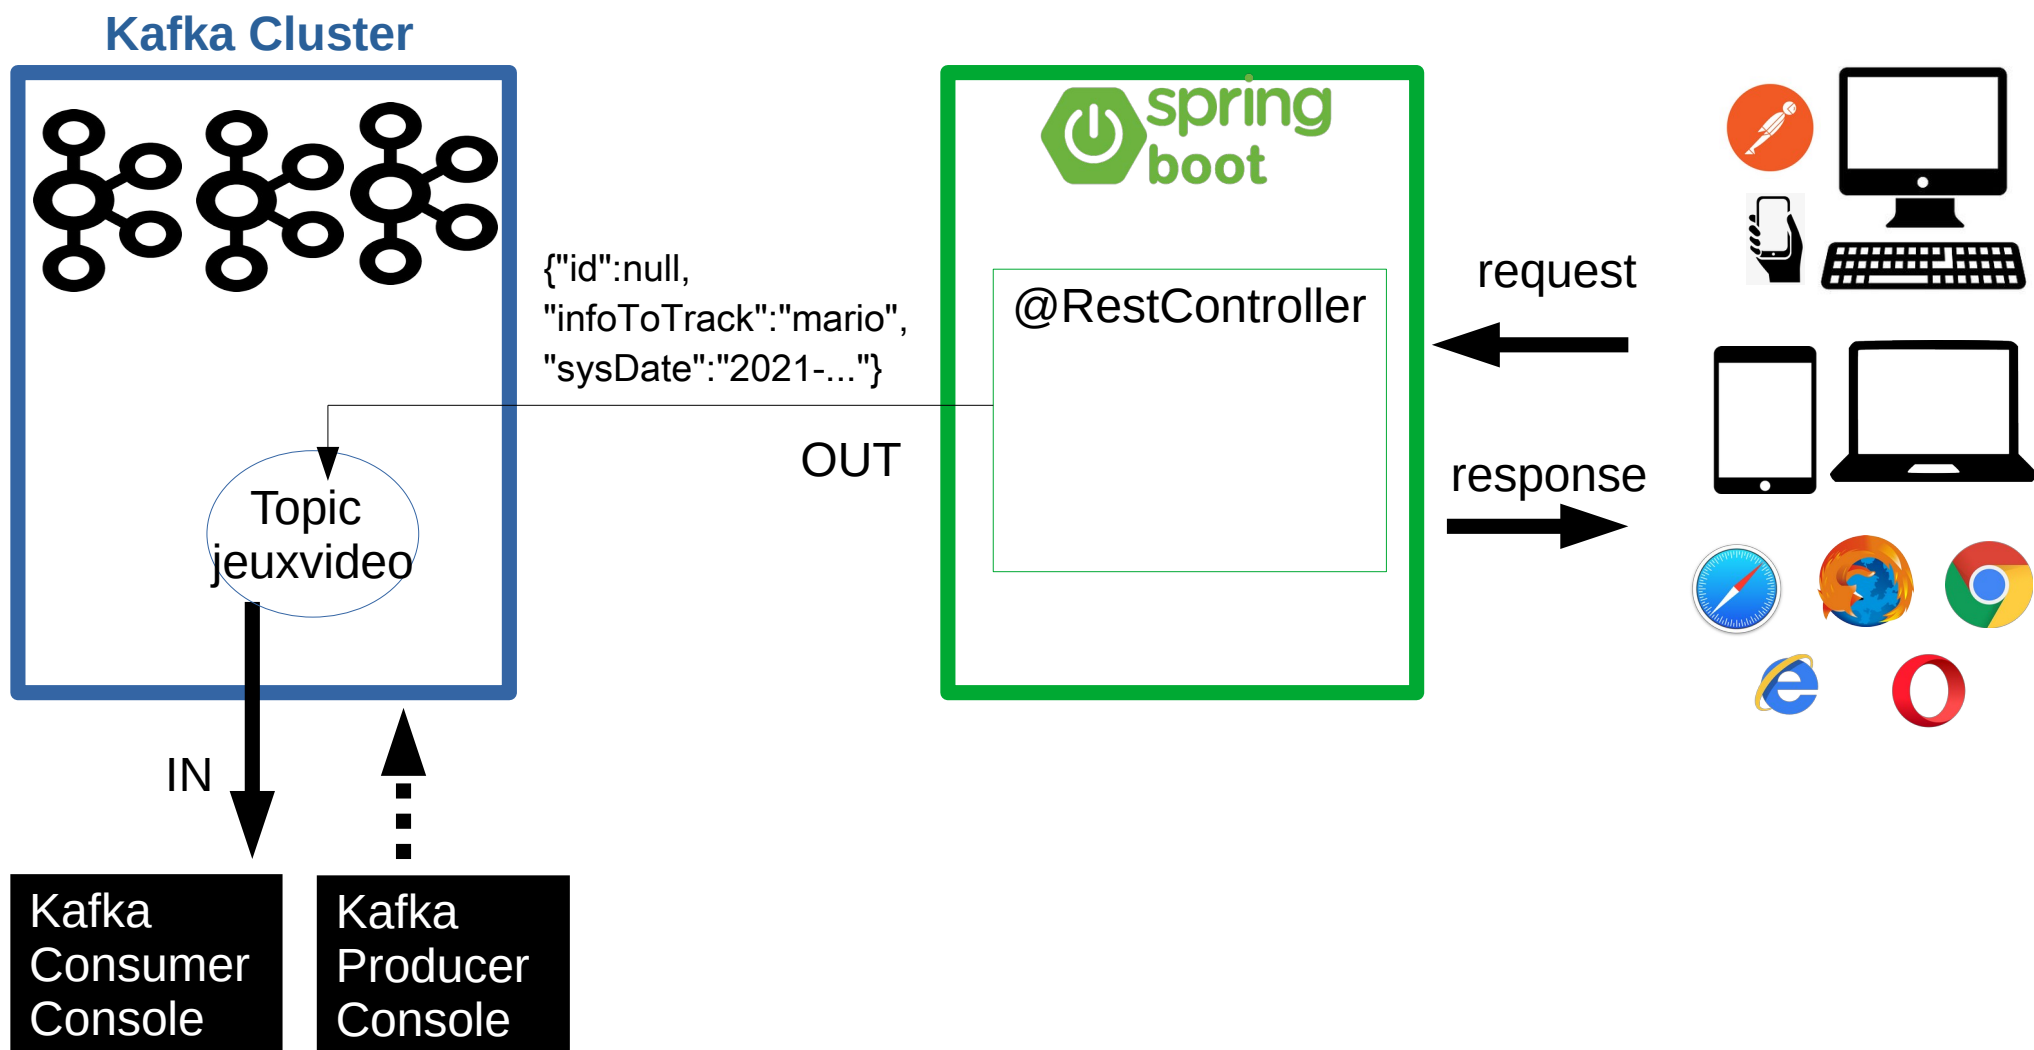 Kafka Cluster
spring
boot
{"id":null,
"infoToTrack":"mario",
"sysDate":"2021-..."}
@RestController
request
OUT
response
Topic
jeuxvideo
IN
Kafka
Consumer
Console
Kafka
Producer
Console